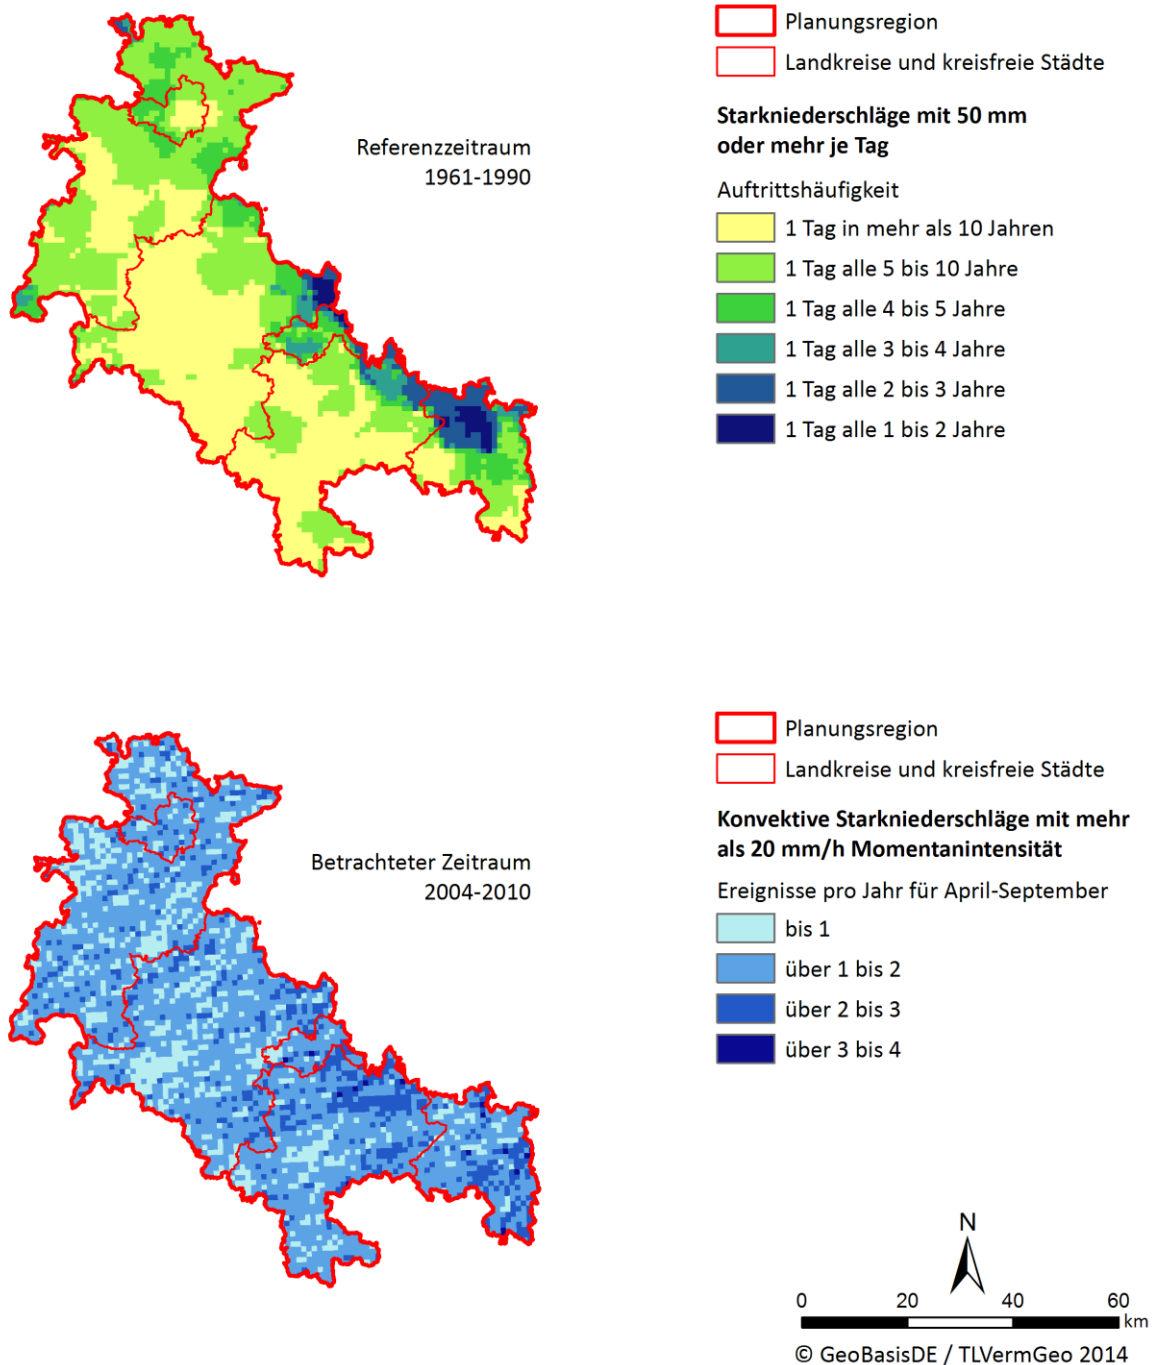 Planungsregion
Landkreise und kreisfreie Städte
Starkniederschläge mit 50 mm
oder mehr je Tag
Referenzzeitraum
1961-1990
Auftrittshäufigkeit
1 Tag in mehr als 10 Jahren
1 Tag alle 5 bis 10 Jahre
1 Tag alle 4 bis 5 Jahre
1 Tag alle 3 bis 4 Jahre
1 Tag alle 2 bis 3 Jahre
1 Tag alle 1 bis 2 Jahre
Planungsregion
Landkreise und kreisfreie Städte
Konvektive Starkniederschläge mit mehr
als 20 mm/h Momentanintensität
Betrachteter Zeitraum
2004-2010
Ereignisse pro Jahr für April-September
bis 1
über 1 bis 2
über 2 bis 3
über 3 bis 4
N
0 20 40 60
km
© GeoBasisDE / TLVermGeo 2014